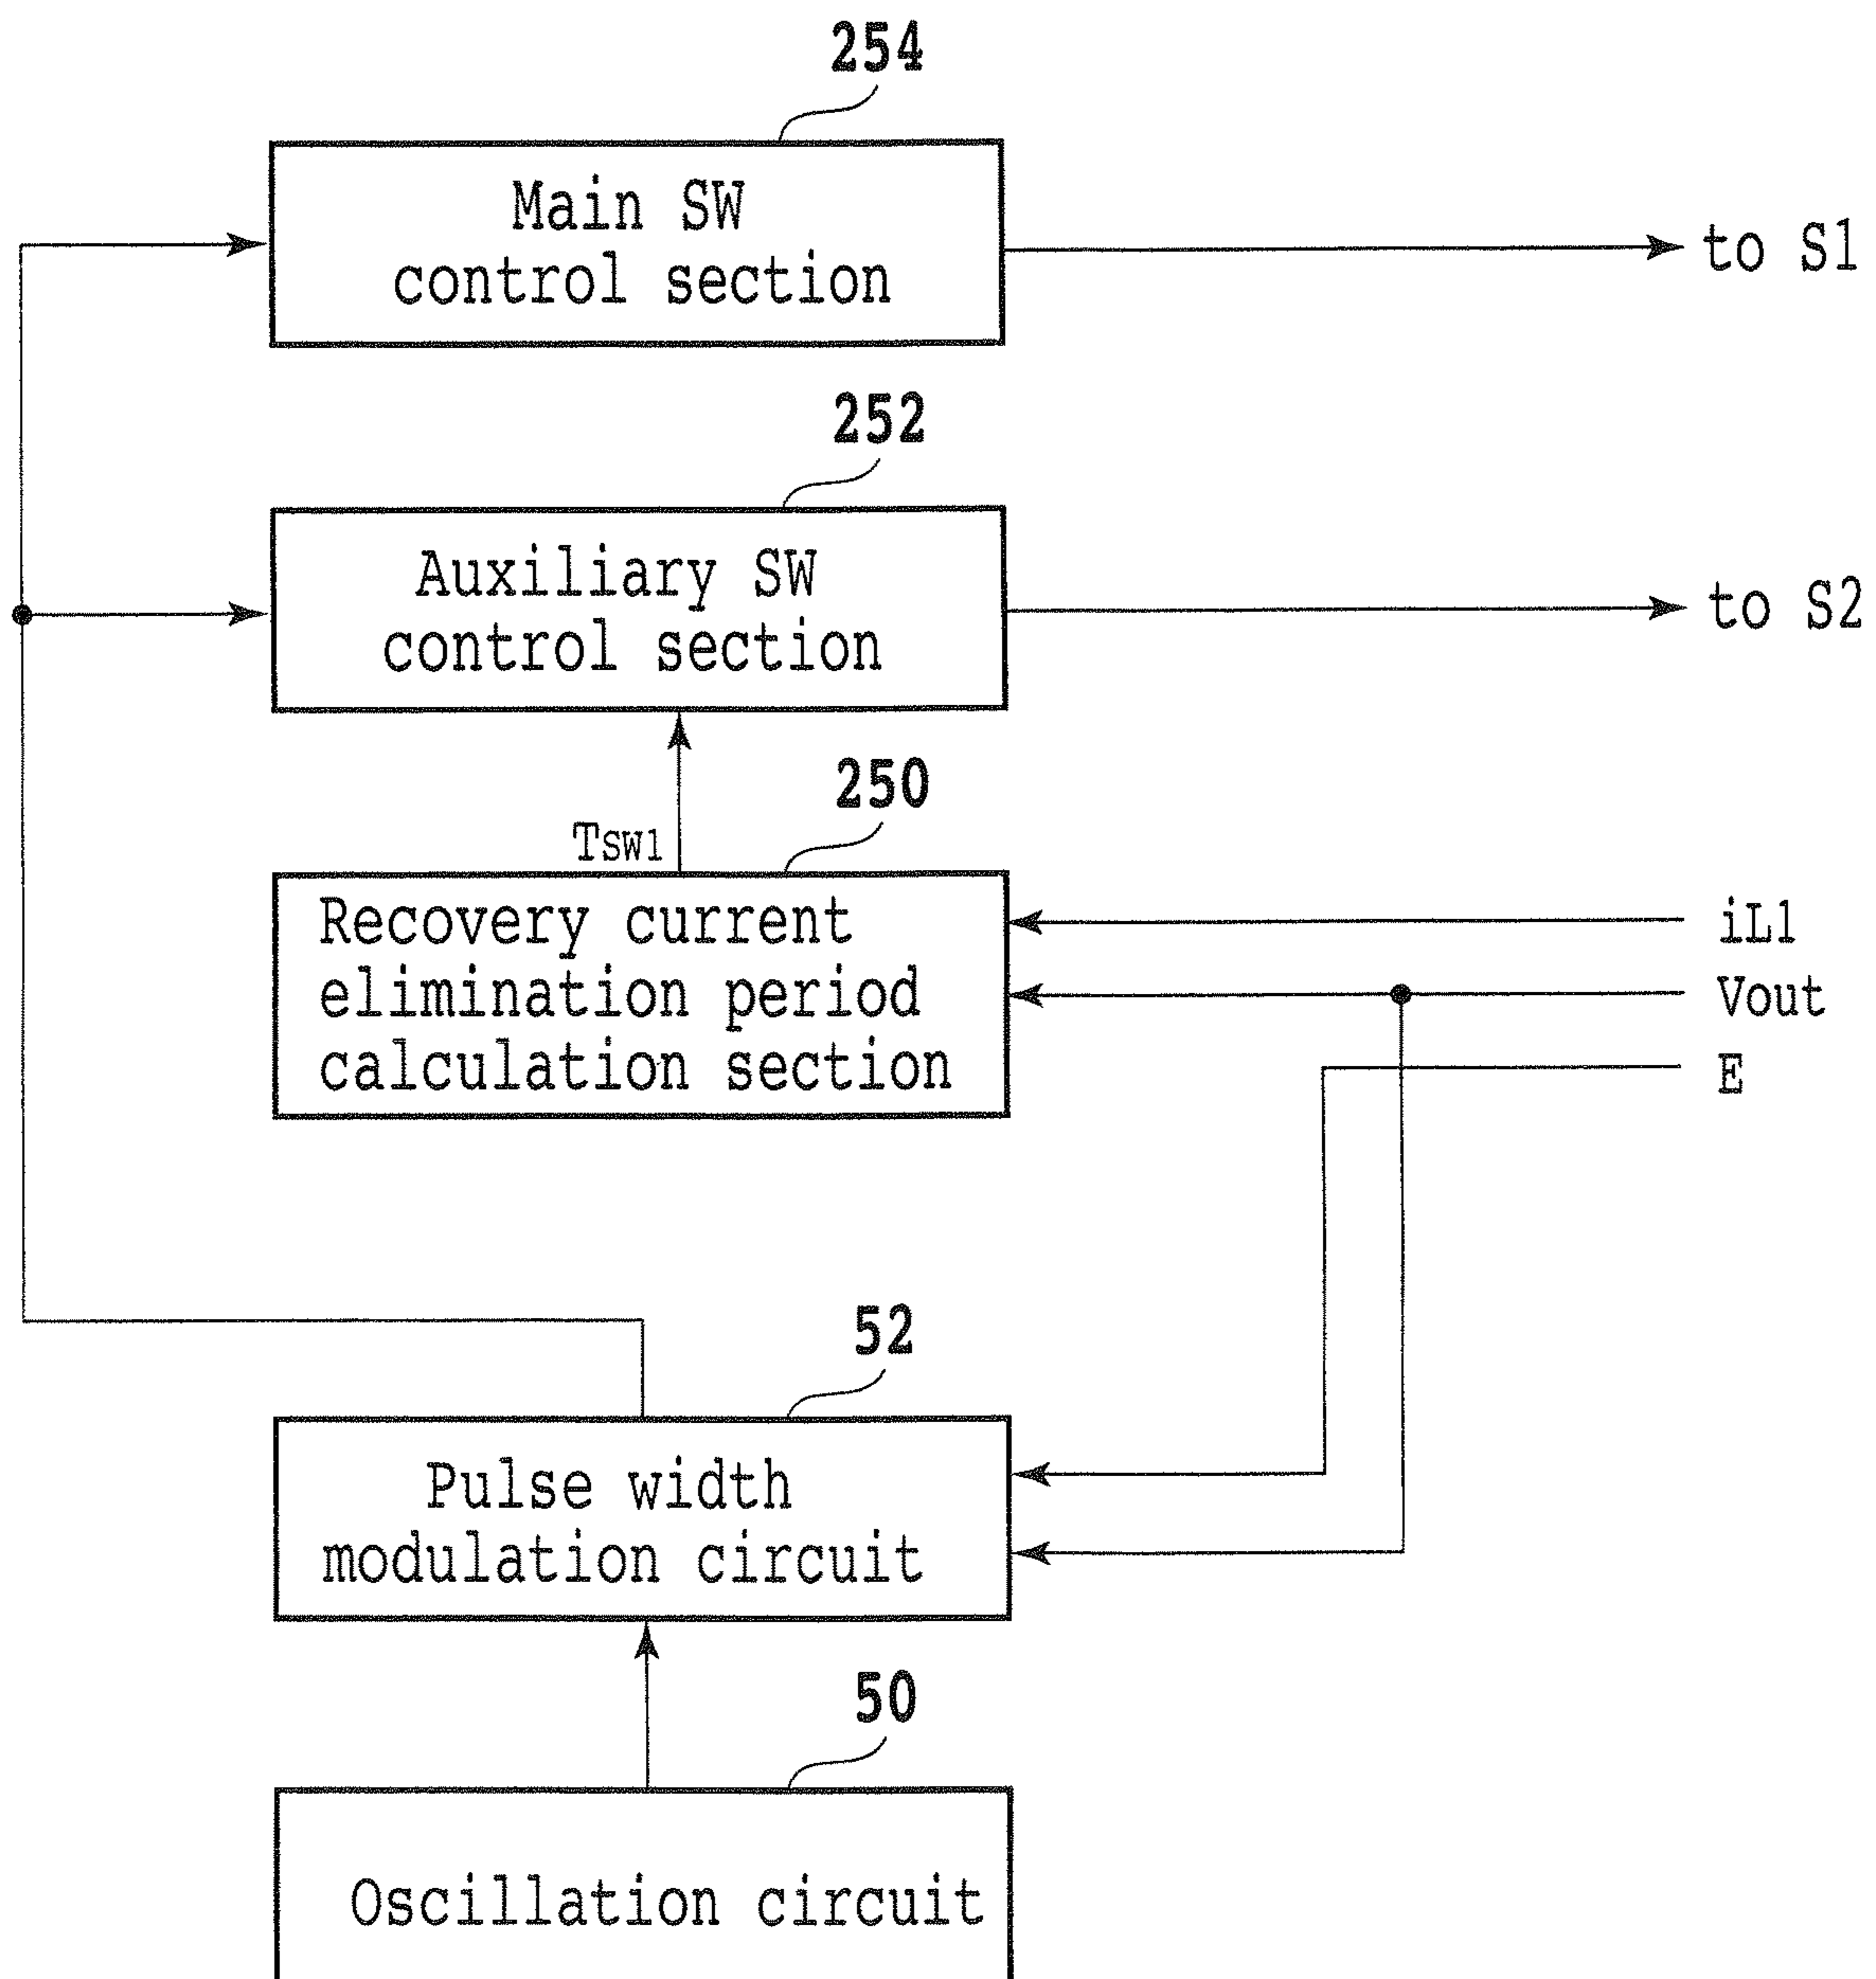 254
Main SW
control section
to S1
252
Auxiliary SW
control section
to S2
250
TSW1
Recovery current
elimination period
calculation section
iL1
Vout
E
52
Pulse width
modulation circuit
50
Oscillation circuit